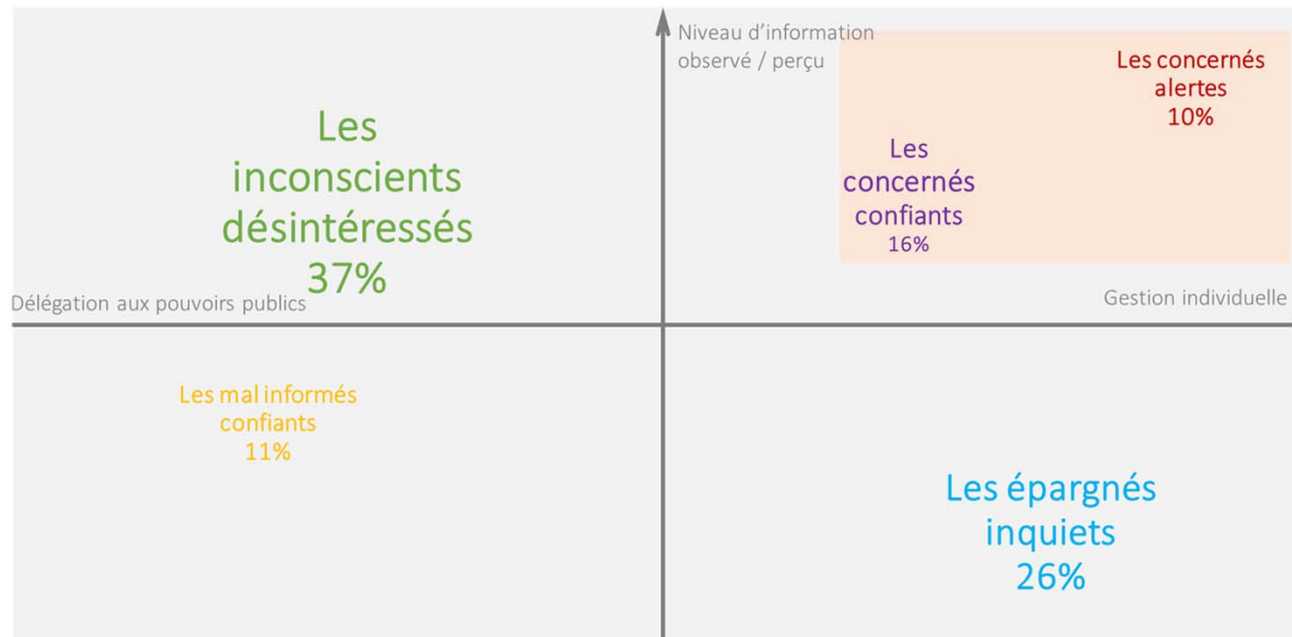 Niveau d'information
observé / perçu
Les concernés
alertes
10%
Les
inconscients
désintéressés
37%
Les
concernés
confiants
16%
Délégation aux pouvoirs publics
Gestion individuelle
Les mal informés
confiants
11%
Les épargnés
inquiets
26%